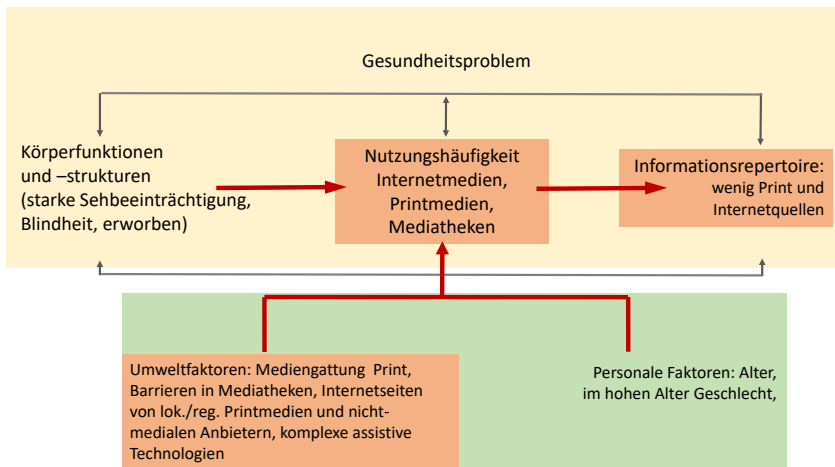 Gesundheitsproblem
Körperfunktionen
und –strukturen
(starke Sehbeeinträchtigung,
Blindheit, erworben)
Nutzungshäufigkeit
Internetmedien,
Printmedien,
Mediatheken
Informationsrepertoire:
wenig Print und
Internetquellen
Umweltfaktoren: Mediengattung Print,
Barrieren in Mediatheken, Internetseiten
von lok./reg. Printmedien und nicht-
medialen Anbietern, komplexe assistive
Technologien
Personale Faktoren: Alter,
im hohen Alter Geschlecht,